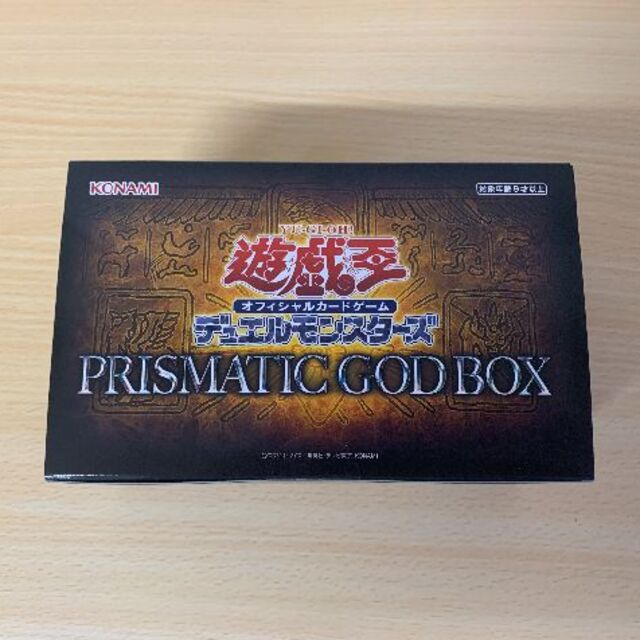 KONAMI
対象年齢9才以上
YU-GI-OH!
遊戯王
オフィシャルカードゲーム
デュエルモンスターズ
PRISMATIC GOD BOX
KONAMI